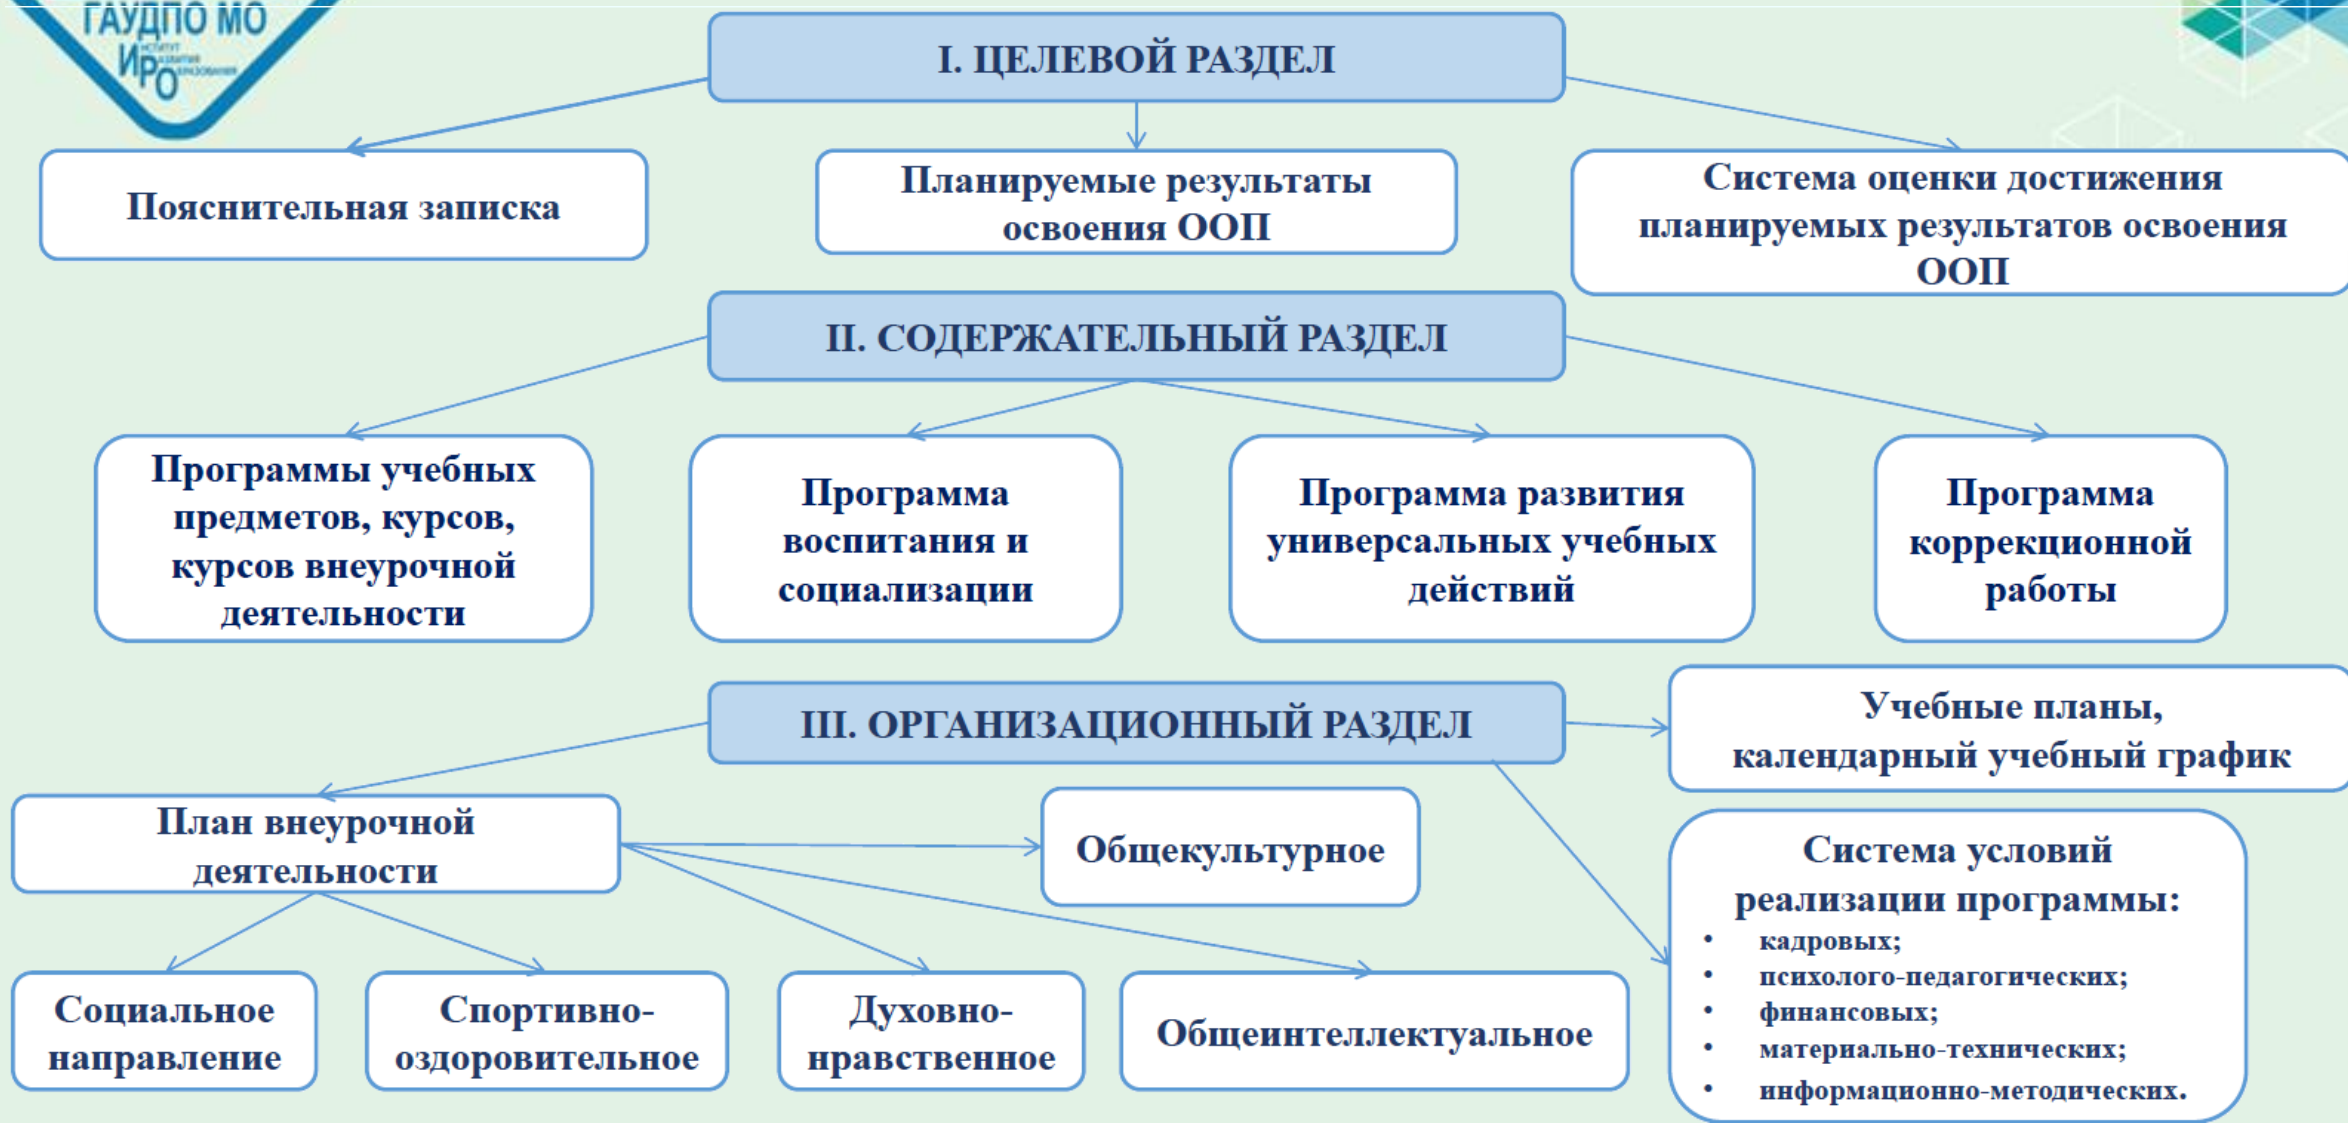 ГАУДПО МО
ИРО
I. ЦЕЛЕВОЙ РАЗДЕЛ
Пояснительная записка
Планируемые результаты
освоения ООП
Система оценки достижения
планируемых результатов освоения
ООП
II. СОДЕРЖАТЕЛЬНЫЙ РАЗДЕЛ
Программы учебных
предметов, курсов,
курсов внеурочной
деятельности
Программа
воспитания и
социализации
Программа развития
универсальных учебных
действий
Программа
коррекционной
работы
III. ОРГАНИЗАЦИОННЫЙ РАЗДЕЛ
Учебные планы,
календарный учебный график
План внеурочной
деятельности
Общекультурное
Система условий
реализации программы:
• кадровых;
• психолого-педагогических;
• финансовых;
• материально-технических;
• информационно-методических.
Социальное
направление
Спортивно-
оздоровительное
Духовно-
нравственное
Общеинтеллектуальное